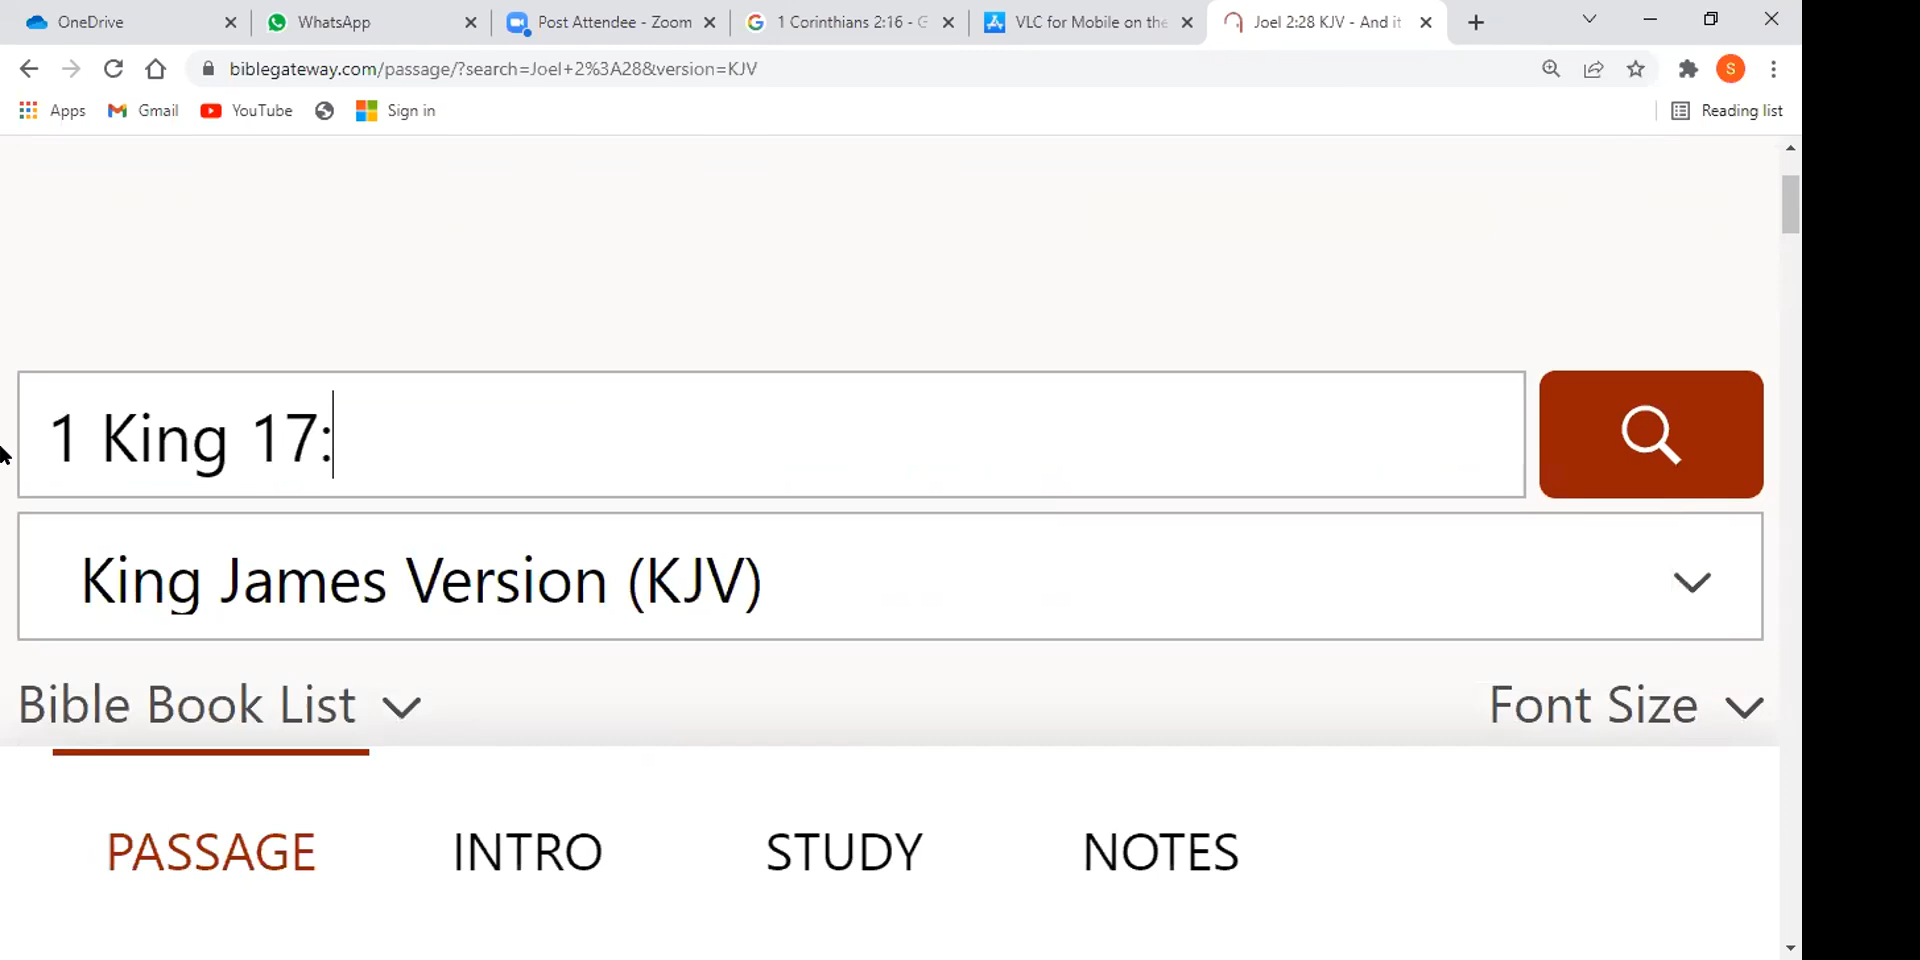 OneDrive WhatsApp Post Attendee - Zoom 1 Corinthians 2:16 - G VLC for Mobile on the Joel 2:28 KJV - And it
biblegateway.com/passage/?search=Joel+2%3A28&version=KJV S
Apps Gmail YouTube Sign in Reading list
1 King 17:
King James Version (KJV)
Bible Book List Font Size
PASSAGE INTRO STUDY NOTES